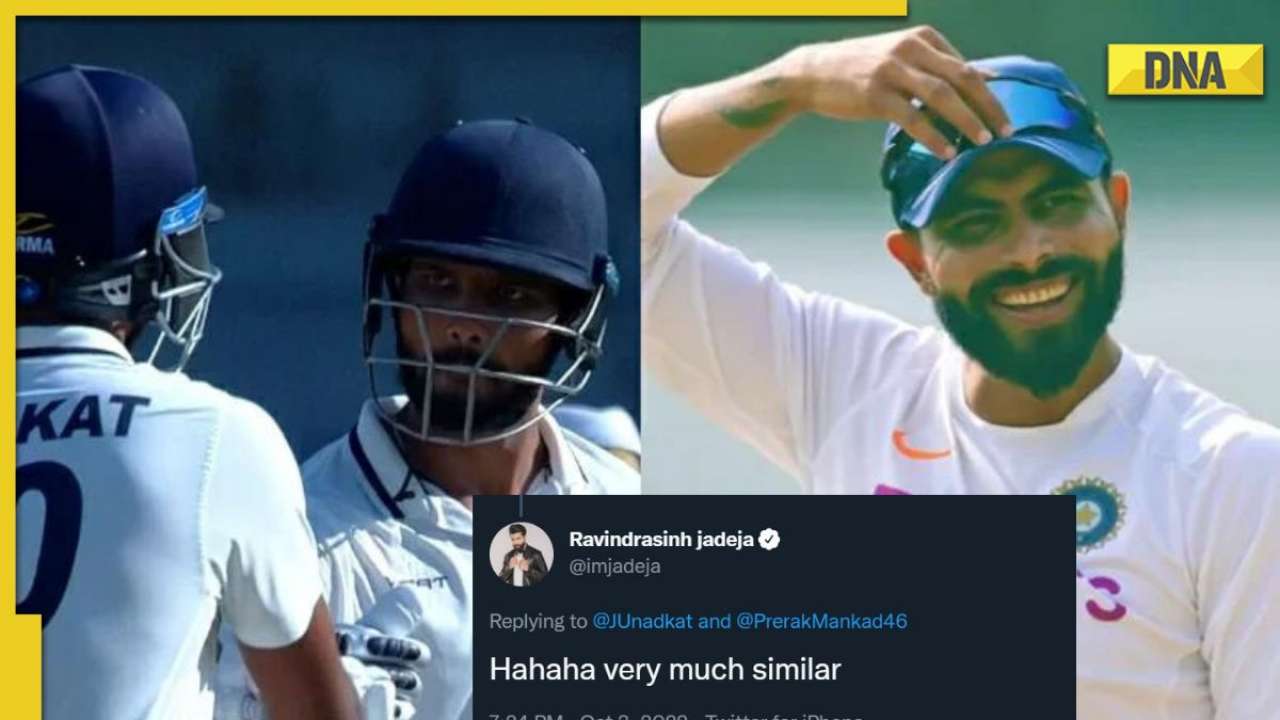 DNA
RMA
KAT
0
Ravindrasinh jadeja
@imjadeja
Replying to @JUnadkat and @PrerakMankad46
Hahaha very much similar